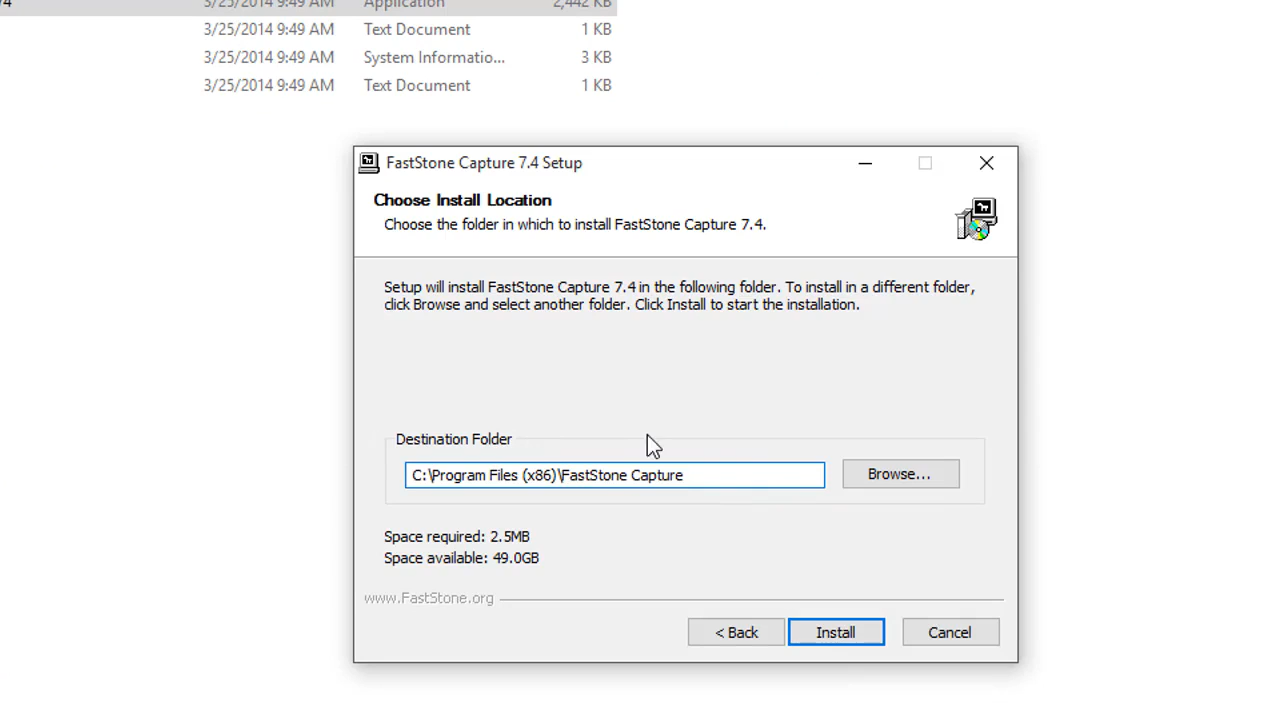 3/25/2014 9:49 AM Application 2,442 KB
3/25/2014 9:49 AM Text Document 1 KB
3/25/2014 9:49 AM System Informatio... 3 KB
3/25/2014 9:49 AM Text Document 1 KB
FastStone Capture 7.4 Setup
Choose Install Location
Choose the folder in which to install FastStone Capture 7.4.
Setup will install FastStone Capture 7.4 in the following folder. To install in a different folder,
click Browse and select another folder. Click Install to start the installation.
Destination Folder
C:\Program Files (x86)\FastStone Capture
Browse...
Space required: 2.5MB
Space available: 49.0GB
www.FastStone.org
< Back Install Cancel